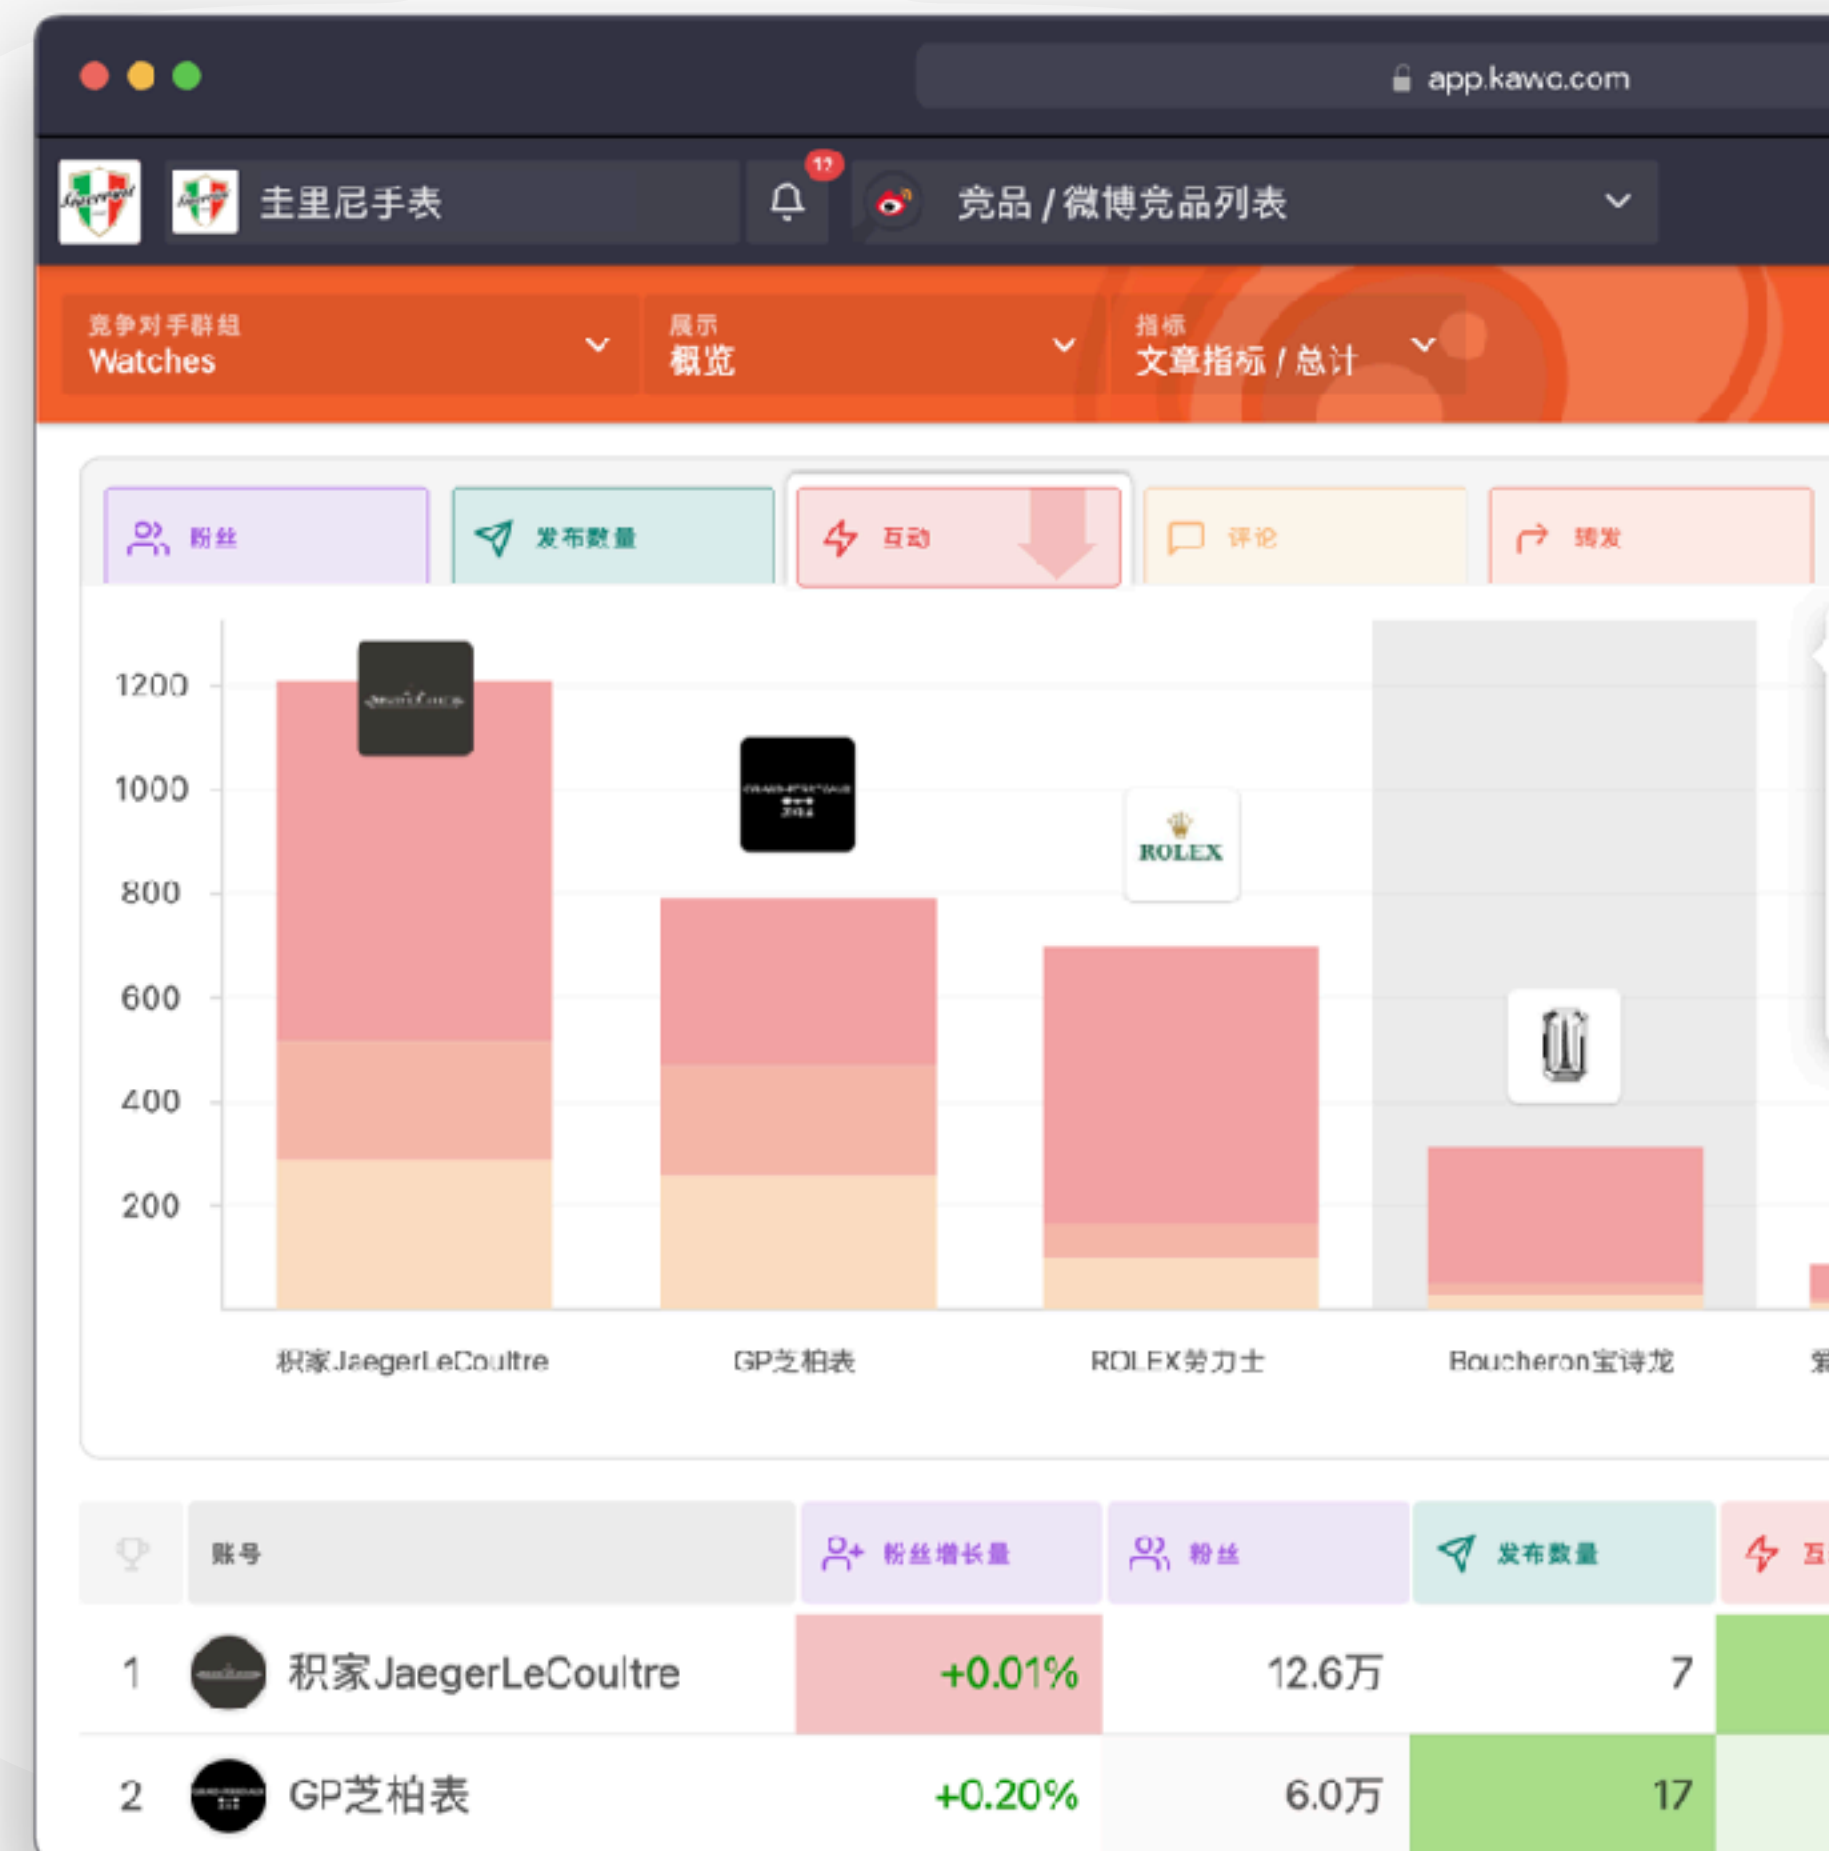 app.kawo.com
圭里尼手表
12
竞品 / 微博竞品列表
竞争对手群组
Watches
展示
概览
指标
文章指标 / 总计
粉丝
发布数量
互动
评论
转发
1200
1000
800
600
400
200
ROLEX
积家JaegerLeCoultre
GP芝柏表
ROLEX劳力士
Boucheron宝诗龙
账号
粉丝增长量
粉丝
发布数量
互
1
积家JaegerLeCoultre
+0.01%
12.6万
7
2
GP芝柏表
+0.20%
6.0万
17